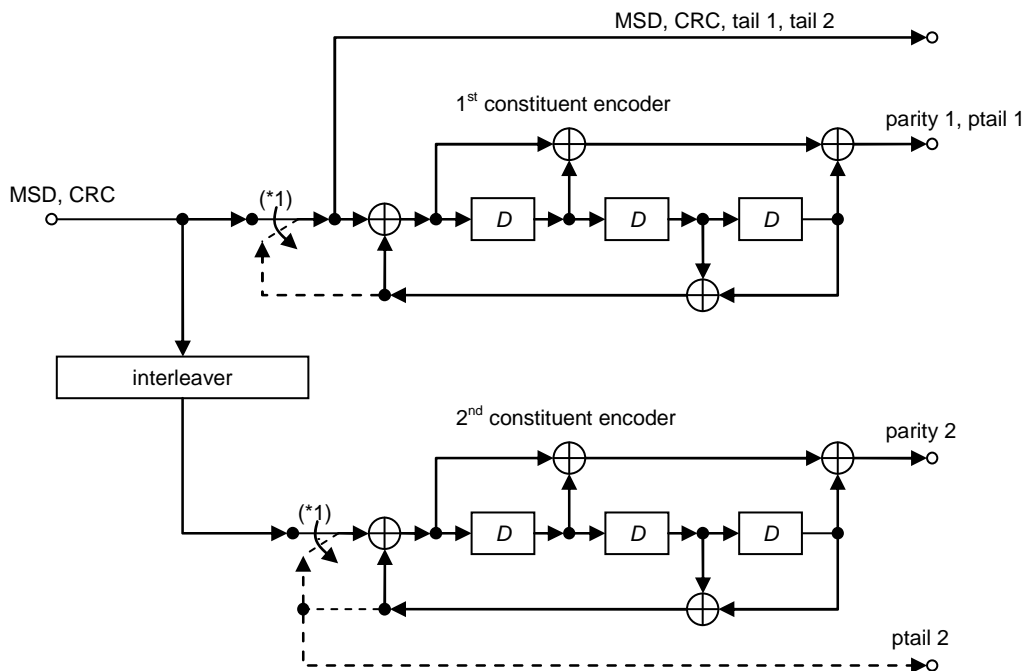 MSD, CRC, tail 1, tail 2
1st constituent encoder
parity 1, ptail 1
MSD, CRC
(*1)
D
D
D
interleaver
2nd constituent encoder
parity 2
(*1)
D
D
D
ptail 2